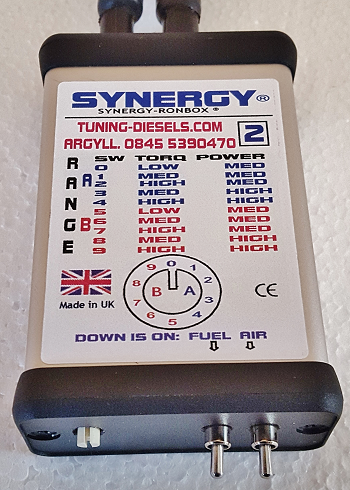 SYNERGY®
SYNERGY-RONBOX ®
TUNING-DIESELS.COM
ARGYLL. 0845 5390470 2
RANGE
SW TORQ POWER
A
0 LOW MED
1 MED MED
2 HIGH MED
3 MED HIGH
4 HIGH HIGH
B
5 LOW MED
6 MED MED
7 HIGH MED
8 MED HIGH
9 HIGH HIGH
Made in UK
0 1 2 3 4 5 6 7 8 9
B A
CE
DOWN IS ON: FUEL AIR